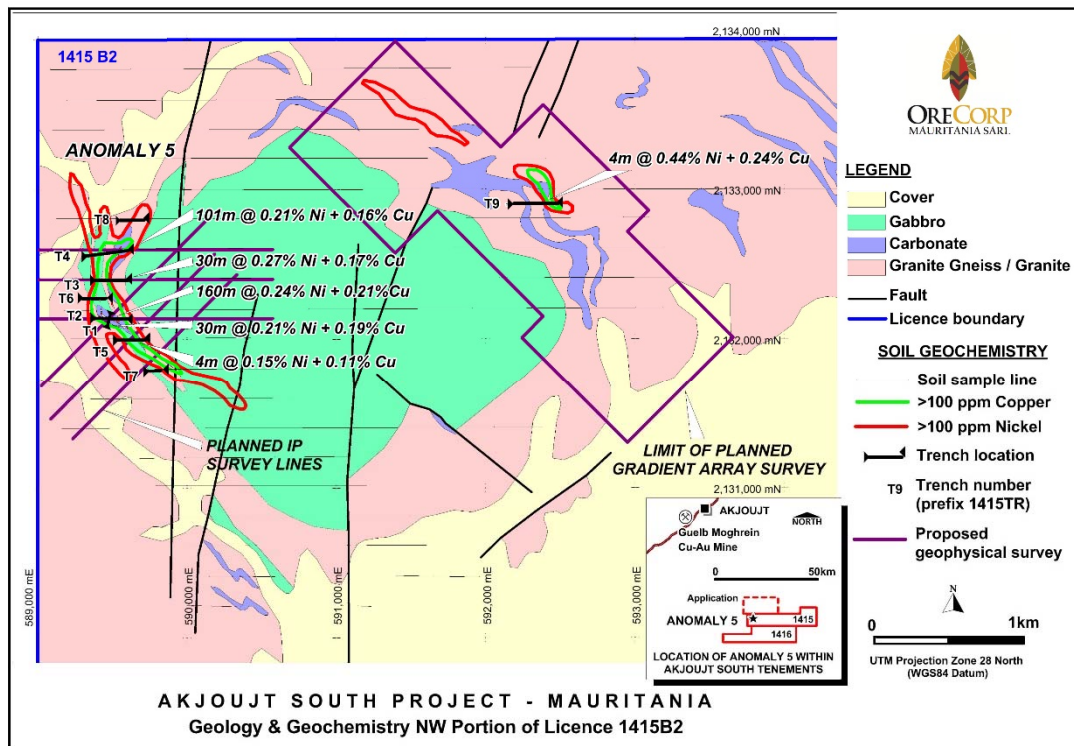 1415 B2
2,134,000 mN
ANOMALY 5
4m @ 0.44% Ni + 0.24% Cu
2,133,000 mN
T9
T8
101m @ 0.21% Ni + 0.16% Cu
T4
30m @ 0.27% Ni + 0.17% Cu
T3
T6
160m @ 0.24% Ni + 0.21%Cu
T2
T1
30m @ 0.21% Ni + 0.19% Cu
2,132,000 mN
T5
4m @ 0.15% Ni + 0.11% Cu
T7
PLANNED IP
SURVEY LINES
LIMIT OF PLANNED
GRADIENT ARRAY SURVEY
2,131,000 mN
589,000 mE
590,000 mE
591,000 mE
592,000 mE
593,000 mE
AKJOUJT
NORTH
Guelb Moghrein
Cu-Au Mine
0
50km
Application
ANOMALY 5
1415
1416
LOCATION OF ANOMALY 5 WITHIN
AKJOUJT SOUTH TENEMENTS
ORECORP
MAURITANIA SARL.
LEGEND
Cover
Gabbro
Carbonate
Granite Gneiss / Granite
Fault
Licence boundary
SOIL GEOCHEMISTRY
Soil sample line
>100 ppm Copper
>100 ppm Nickel
Trench location
T9
Trench number
(prefix 1415TR)
Proposed
geophysical survey
N
0
1km
UTM Projection Zone 28 North
(WGS84 Datum)
AKJOUJT SOUTH PROJECT - MAURITANIA
Geology & Geochemistry NW Portion of Licence 1415B2